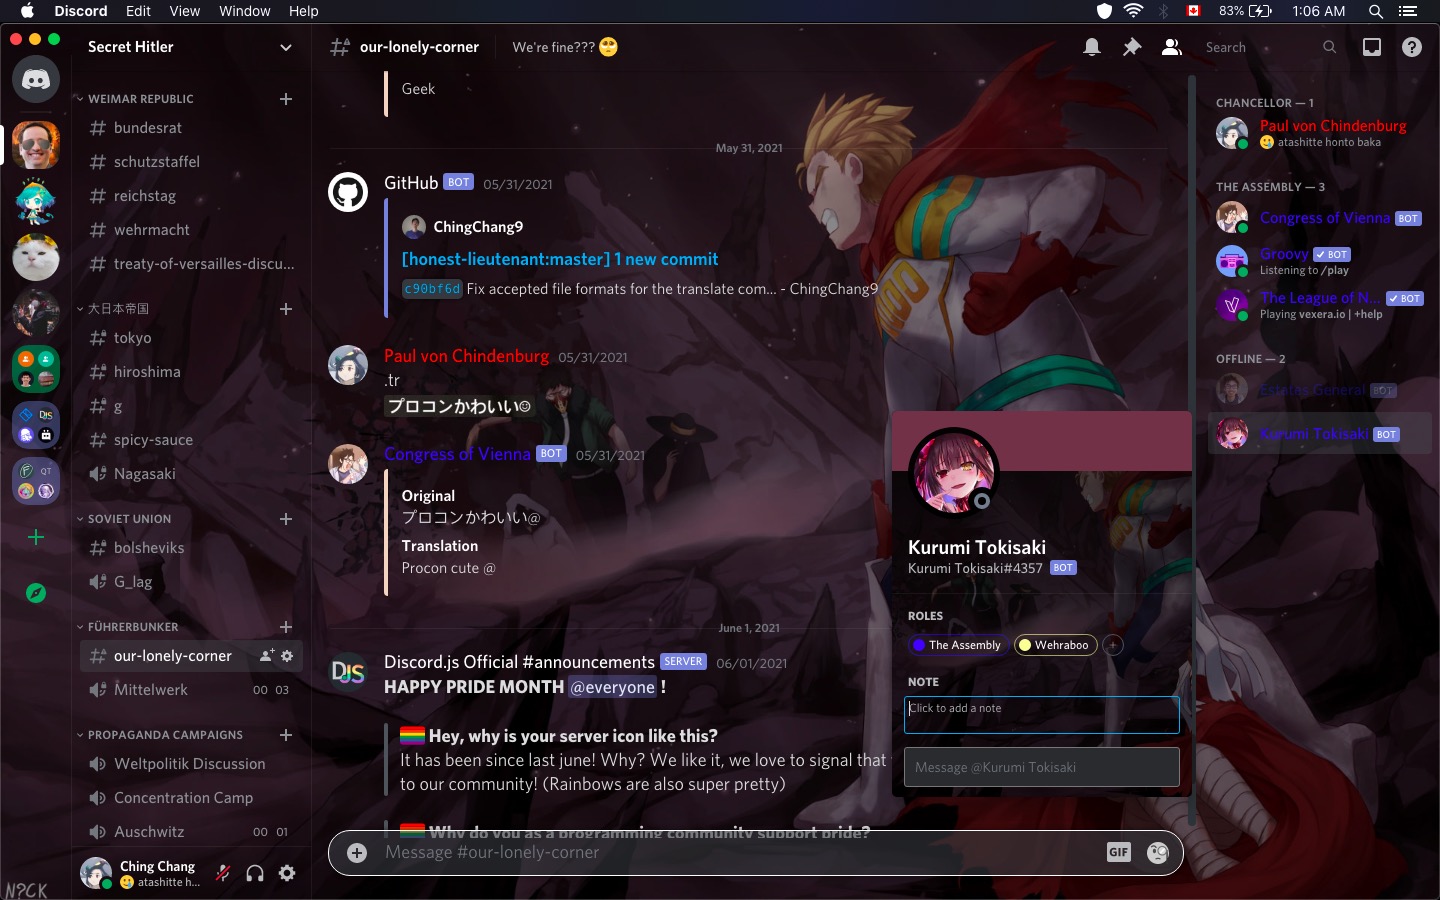 Discord Edit View Window Help
83% 1:06 AM
Secret Hitler
our-lonely-corner
We're fine???
Search
WEIMAR REPUBLIC
bundesrat
schutzstaffel
reichstag
wehrmacht
treaty-of-versailles-discu...
大日本帝国
tokyo
hiroshima
g
spicy-sauce
Nagasaki
SOVIET UNION
bolsheviks
G_lag
FÜHRERBUNKER
our-lonely-corner
Mittelwerk 00 03
PROPAGANDA CAMPAIGNS
Weltpolitik Discussion
Concentration Camp
Auschwitz 00 01
Ching Chang
atashitte h...
N?CK
DJS
QT
Geek
May 31, 2021
GitHub BOT 05/31/2021
ChingChang9
[honest-lieutenant:master] 1 new commit
c90bf6d Fix accepted file formats for the translate com... - ChingChang9
Paul von Chindenburg 05/31/2021
.tr
プロコンかわいい☺
Congress of Vienna BOT 05/31/2021
Original
プロコンかわいい@
Translation
Procon cute @
June 1, 2021
DJS
Discord.js Official #announcements SERVER 06/01/2021
HAPPY PRIDE MONTH @everyone !
Hey, why is your server icon like this?
It has been since last june! Why? We like it, we love to signal that
to our community! (Rainbows are also super pretty)
Why do you as a programming community support pride?
Message #our-lonely-corner
GIF
Kurumi Tokisaki
Kurumi Tokisaki#4357 BOT
ROLES
The Assembly Wehraboo
NOTE
Click to add a note
Message @Kurumi Tokisaki
CHANCELLOR — 1
Paul von Chindenburg
atashitte honto baka
THE ASSEMBLY — 3
Congress of Vienna BOT
Groovy ✓ BOT
Listening to /play
The League of N... ✓ BOT
Playing vexera.io | +help
OFFLINE — 2
Estates General BOT
Kurumi Tokisaki BOT